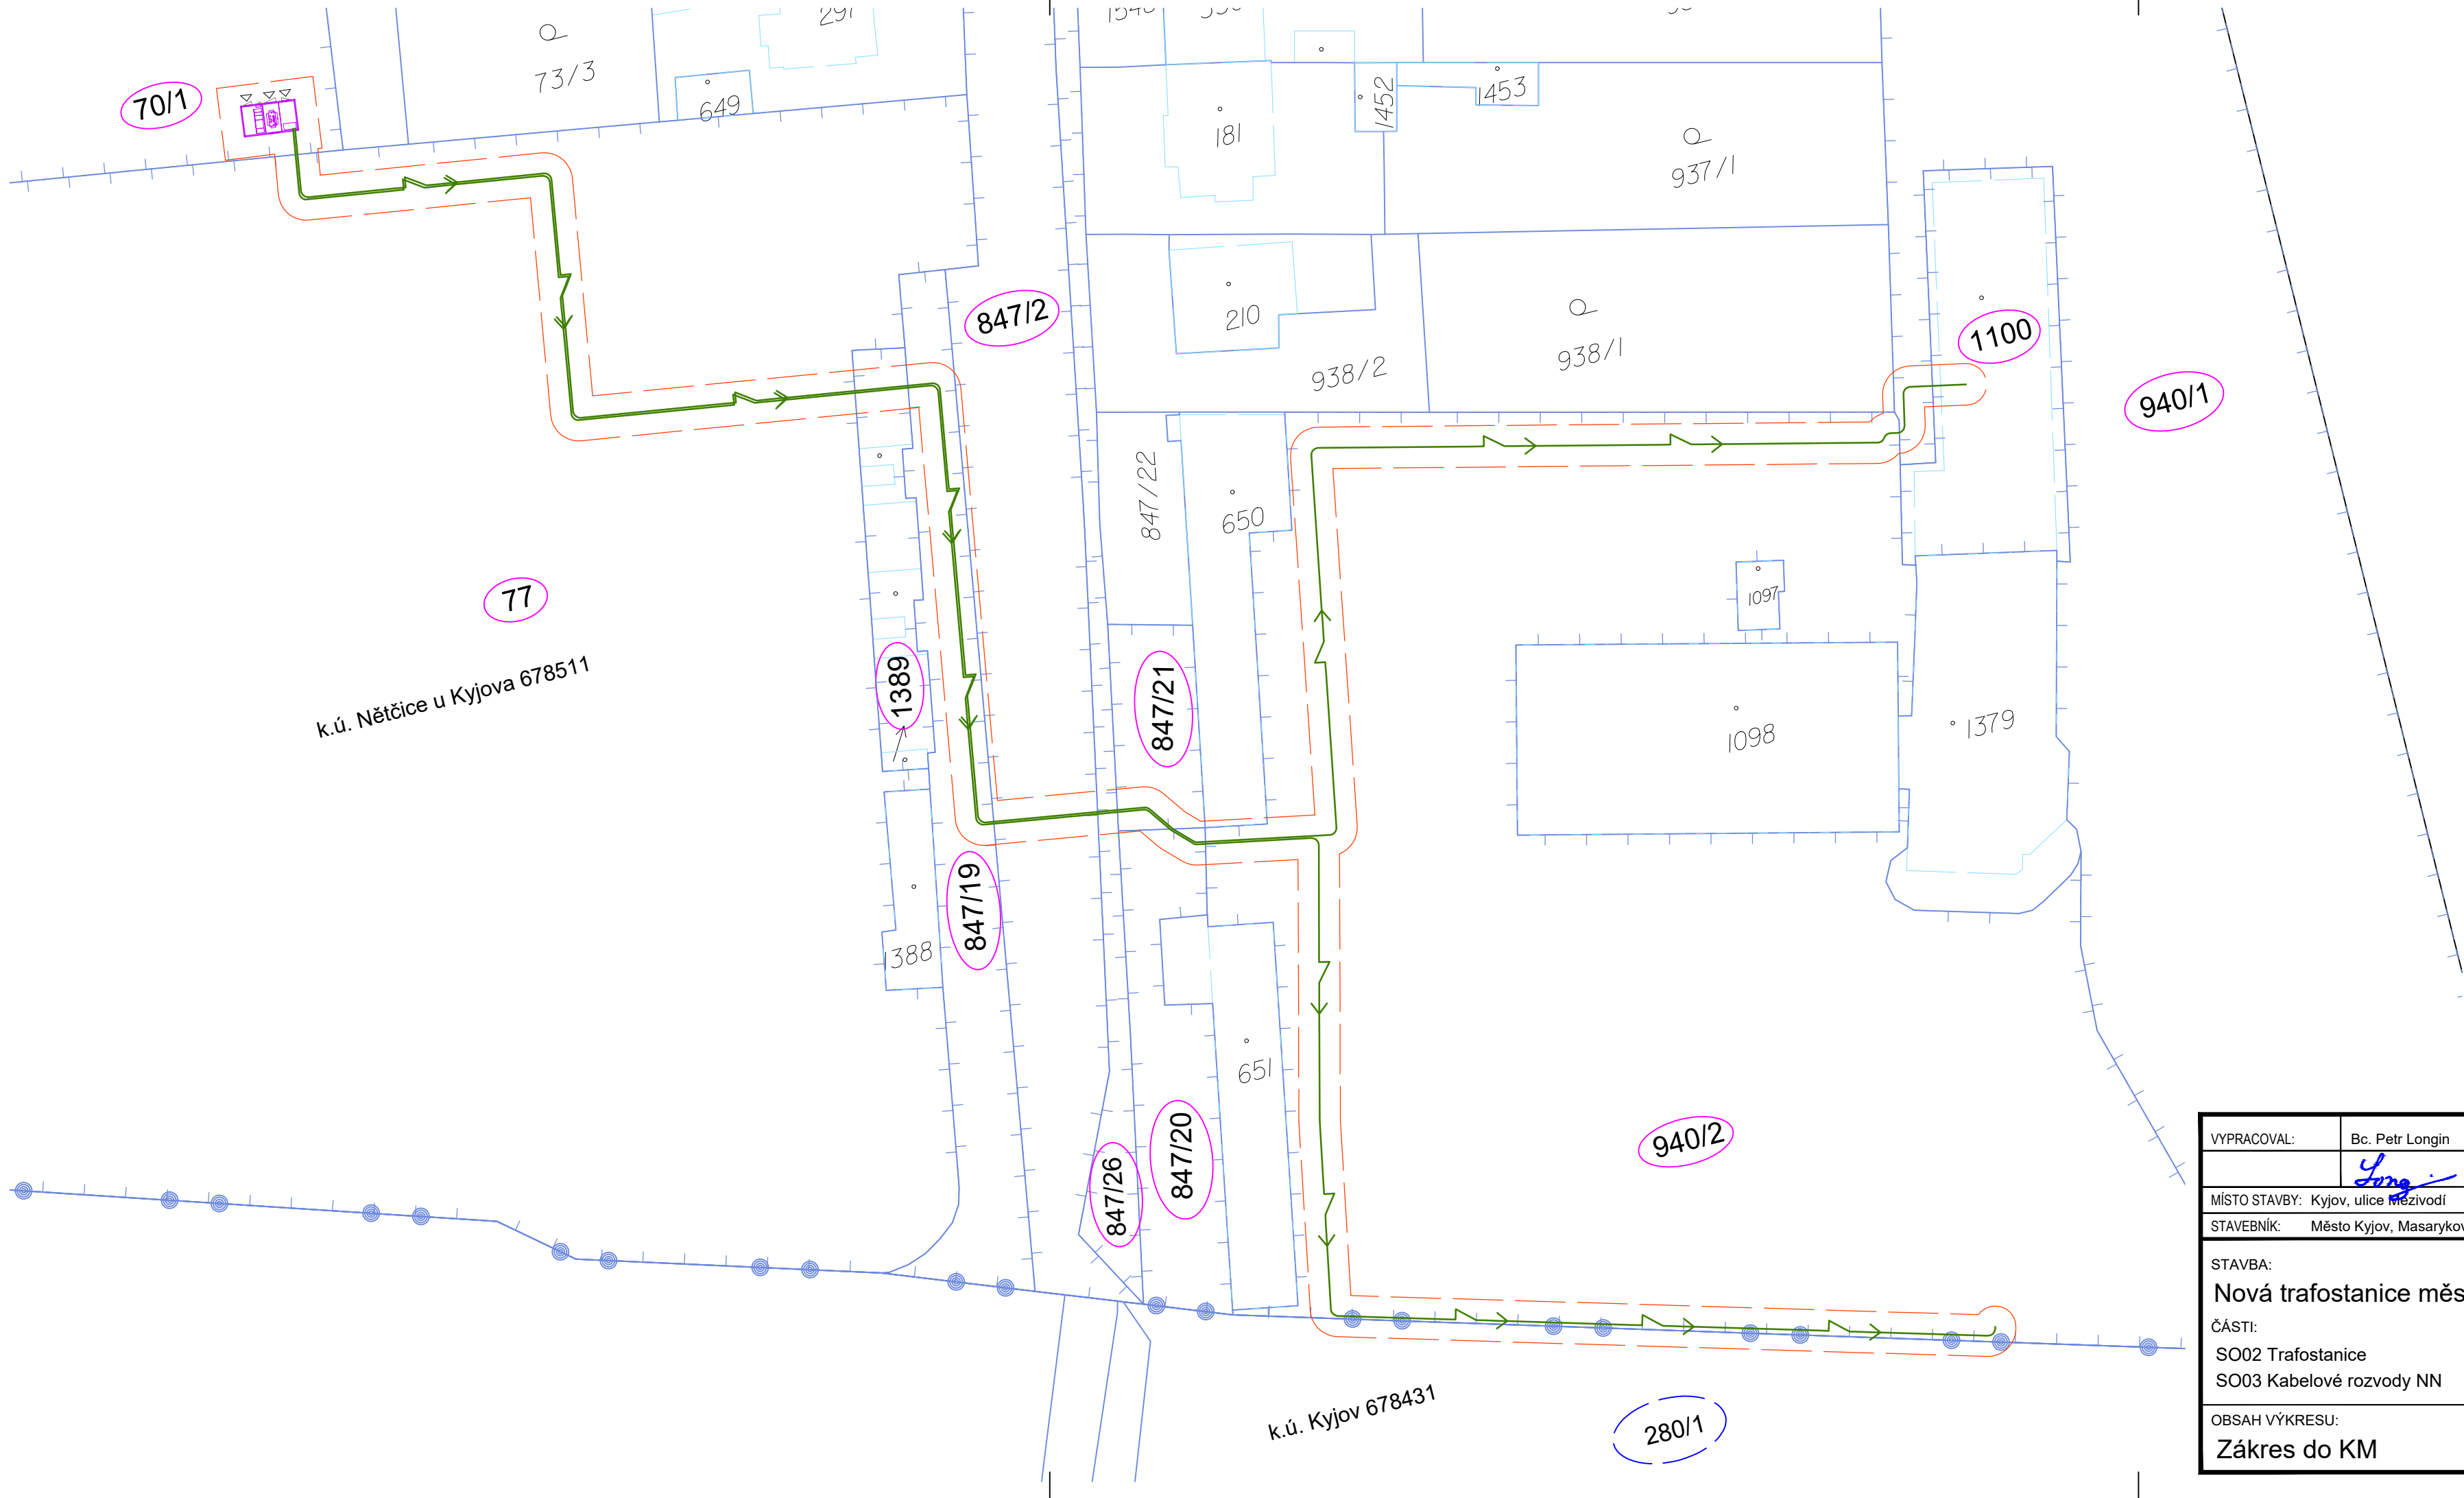 291
73/3
649
70/1
181
1452
1453
937/1
847/2
210
938/2
938/1
1100
940/1
847/22
650
77
k.ú. Nětčice u Kyjova 678511
1389
847/21
1097
1098
1379
847/19
388
651
847/20
847/26
940/2
k.ú. Kyjov 678431
280/1
VYPRACOVAL: Bc. Petr Longin
MÍSTO STAVBY: Kyjov, ulice Mezivodí
STAVEBNÍK: Město Kyjov, Masarykov
STAVBA:
Nová trafostanice měs
ČÁSTI:
SO02 Trafostanice
SO03 Kabelové rozvody NN
OBSAH VÝKRESU:
Zákres do KM